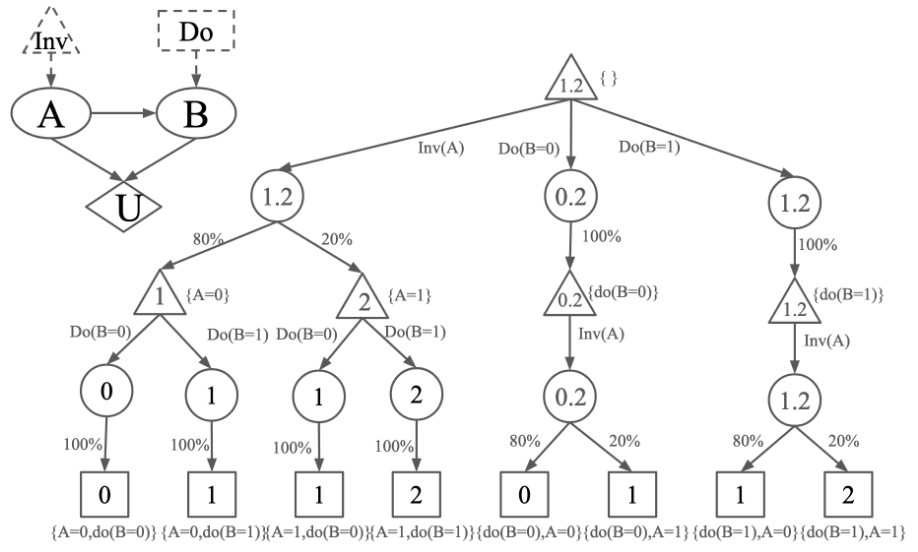 Inv
Do
A
B
U
1.2 { }
Inv(A) Do(B=0) Do(B=1)
1.2 0.2 1.2
80% 20% 100% 100%
1 {A=0} 2 {A=1} 0.2 {do(B=0)} 1.2 {do(B=1)}
Do(B=0) Do(B=1) Do(B=0) Do(B=1) Inv(A) Inv(A)
0 1 1 2 0.2 1.2
100% 100% 100% 100% 80% 20% 80% 20%
0 1 1 2 0 1 1 2
{A=0,do(B=0)} {A=0,do(B=1)} {A=1,do(B=0)} {A=1,do(B=1)} {do(B=0),A=0} {do(B=0),A=1} {do(B=1),A=0} {do(B=1),A=1}